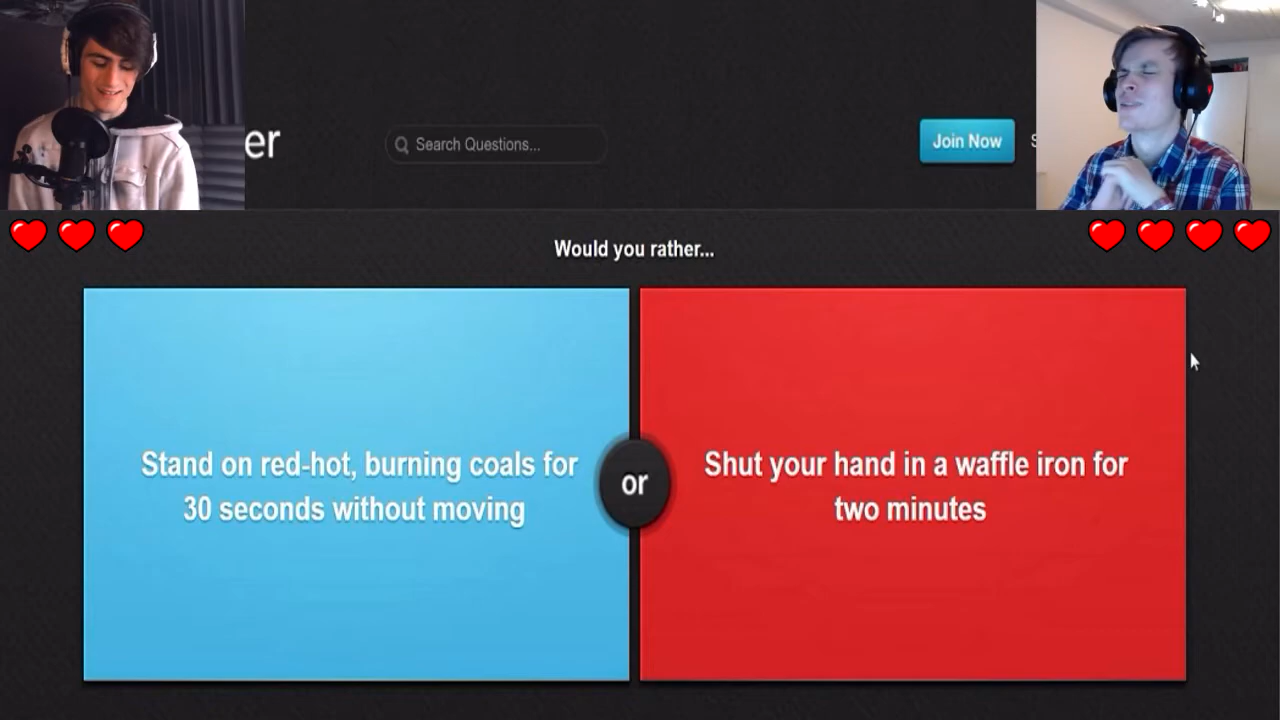 er
Search Questions...
Join Now
S
Would you rather...
Stand on red-hot, burning coals for
30 seconds without moving
or
Shut your hand in a waffle iron for
two minutes